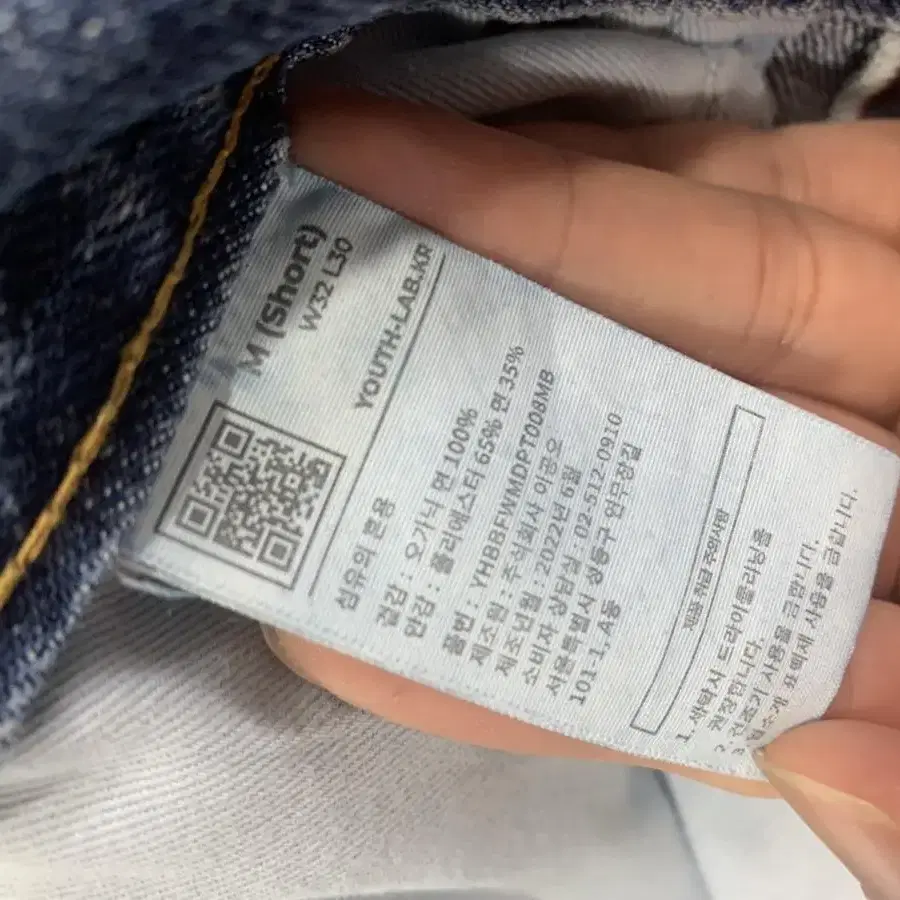 M (Short)
W32 L30
YOUTH-LAB.KR
섬유의 혼용
겉감 : 오가닉 면 100%
안감 : 폴리에스터 65% 면 35%
품번 : YHB8FWMDPT008MB
제조원 : 주식회사 이공오
제조년월 : 2022년 6월
소비자 상담실 : 02-512-0910
서울특별시 성동구 연무장길
101-1, A동
제품 취급 주의사항
1. 세탁시 드라이클리닝을
권장합니다.
사용을 금합니다.
표백제 사용을 금합니다.